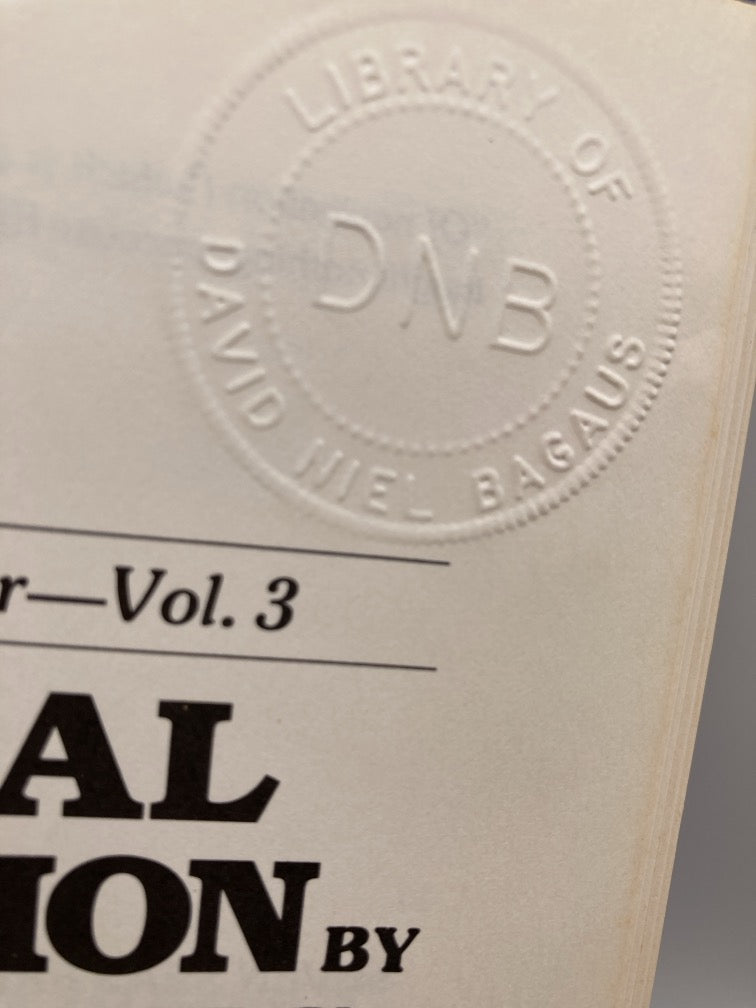 LIBRARY OF
DNB
DAVID NIEL BAGAUS
r—Vol. 3
AL
ION BY